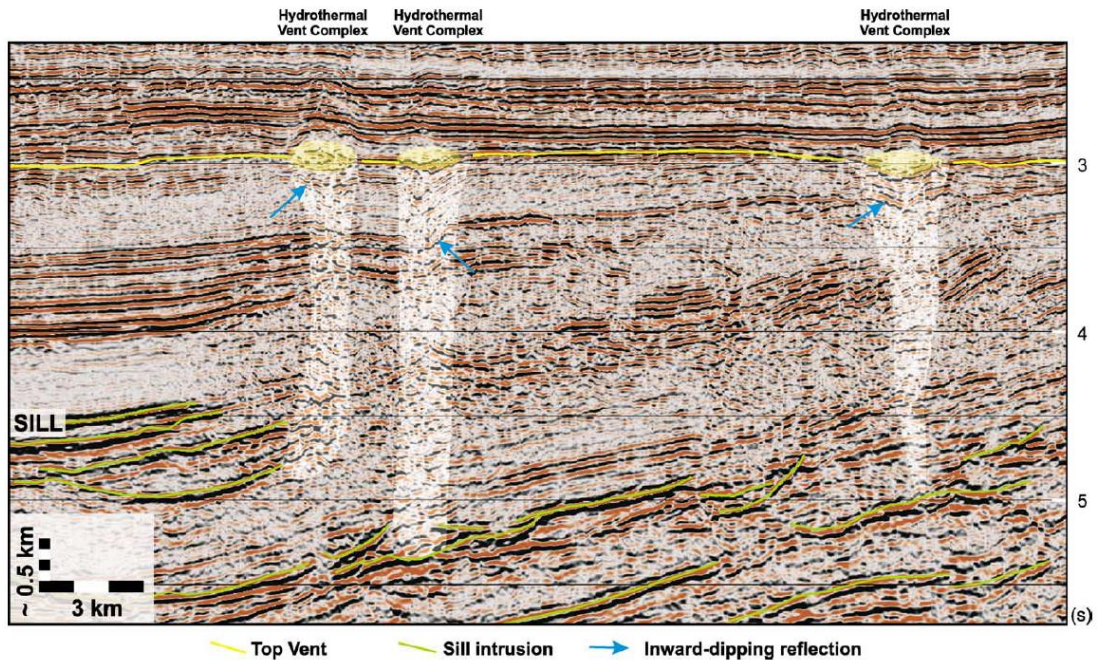 Hydrothermal
Vent Complex
Hydrothermal
Vent Complex
Hydrothermal
Vent Complex
3
4
SILL
5
~ 0.5 km
3 km
(s)
Top Vent
Sill intrusion
Inward-dipping reflection